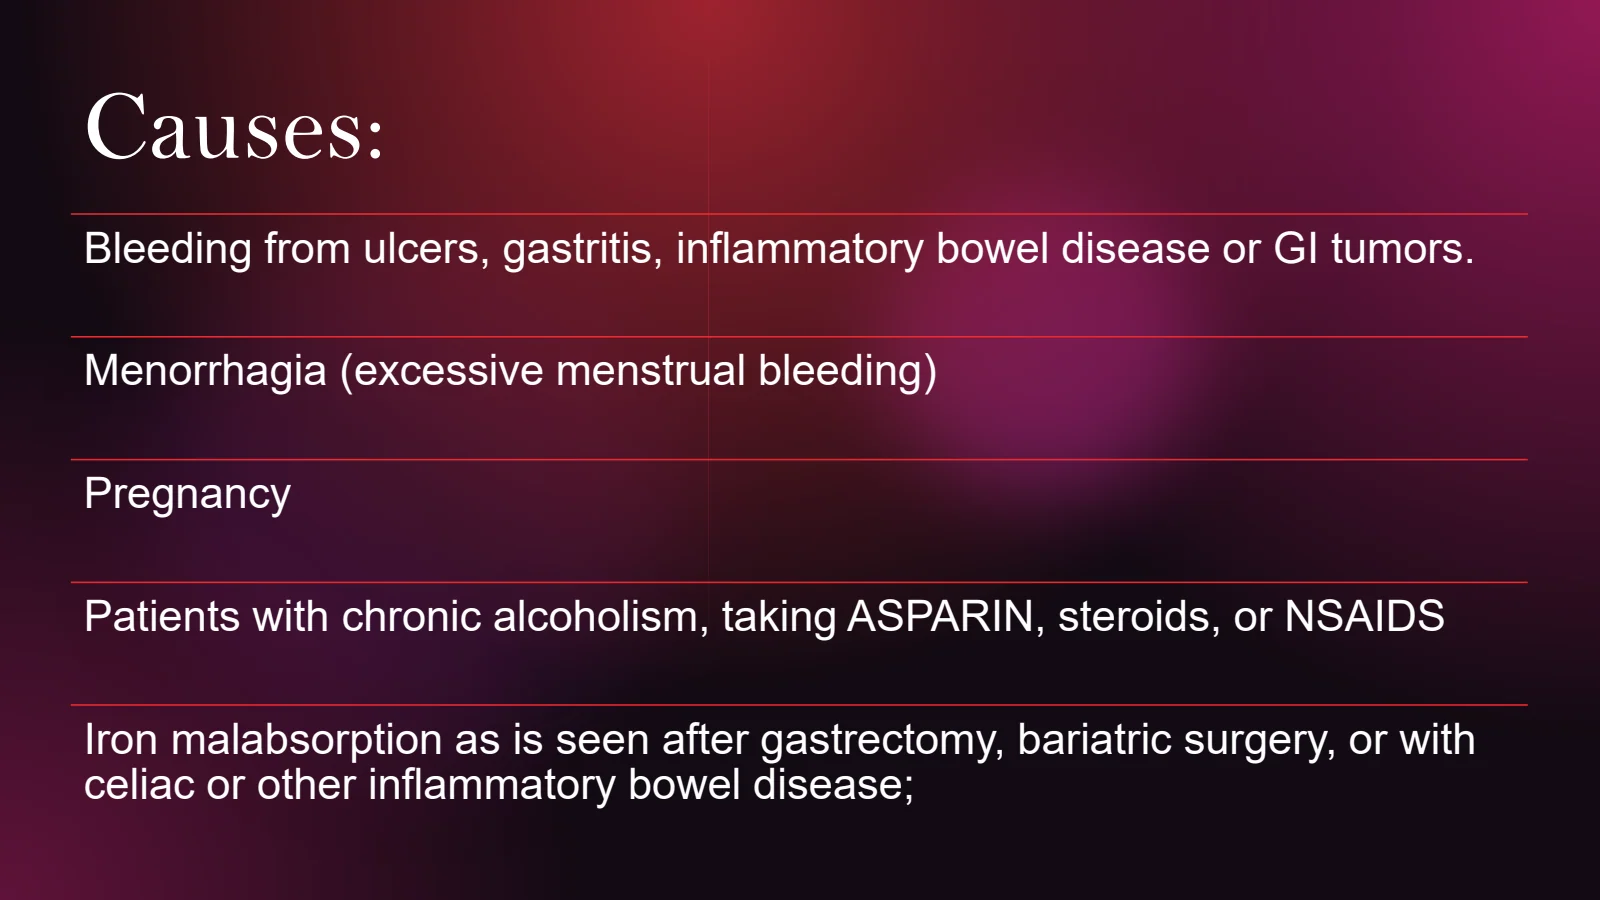 Causes:
Bleeding from ulcers, gastritis, inflammatory bowel disease or GI tumors.
Menorrhagia (excessive menstrual bleeding)
Pregnancy
Patients with chronic alcoholism, taking ASPARIN, steroids, or NSAIDS
Iron malabsorption as is seen after gastrectomy, bariatric surgery, or with
celiac or other inflammatory bowel disease;